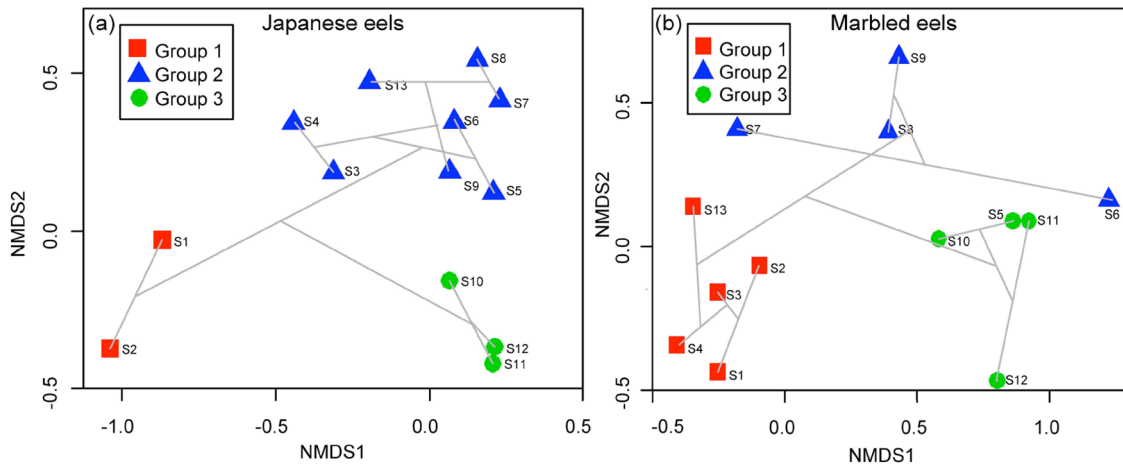 (a) Japanese eels
Group 1
Group 2
Group 3
S8
S13
S7
S4
S6
S3
S9
S5
S1
S10
S2
S12
S11
0.5
0.0
-0.5
NMDS2
-1.0
-0.5
0.0
0.5
NMDS1
(b) Marbled eels
Group 1
Group 2
Group 3
S9
S7
S3
S6
S13
S5
S11
S10
S2
S3
S4
S1
S12
0.5
0.0
-0.5
NMDS2
-0.5
0.0
0.5
1.0
NMDS1